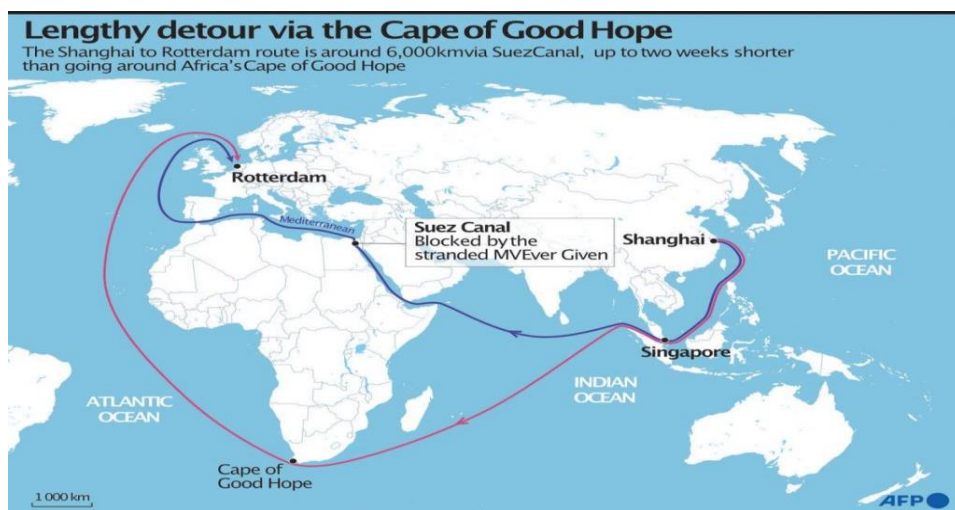 Lengthy detour via the Cape of Good Hope
The Shanghai to Rotterdam route is around 6,000kmvia SuezCanal, up to two weeks shorter
than going around Africa'sCape of Good Hope
Rotterdam
Mediterranean
Suez Canal
Blocked by the
stranded MVEver Given
Shanghai
PACIFIC
OCEAN
Singapore
INDIAN
OCEAN
ATLANTIC
OCEAN
Cape of
Good Hope
1 000 km
AFP